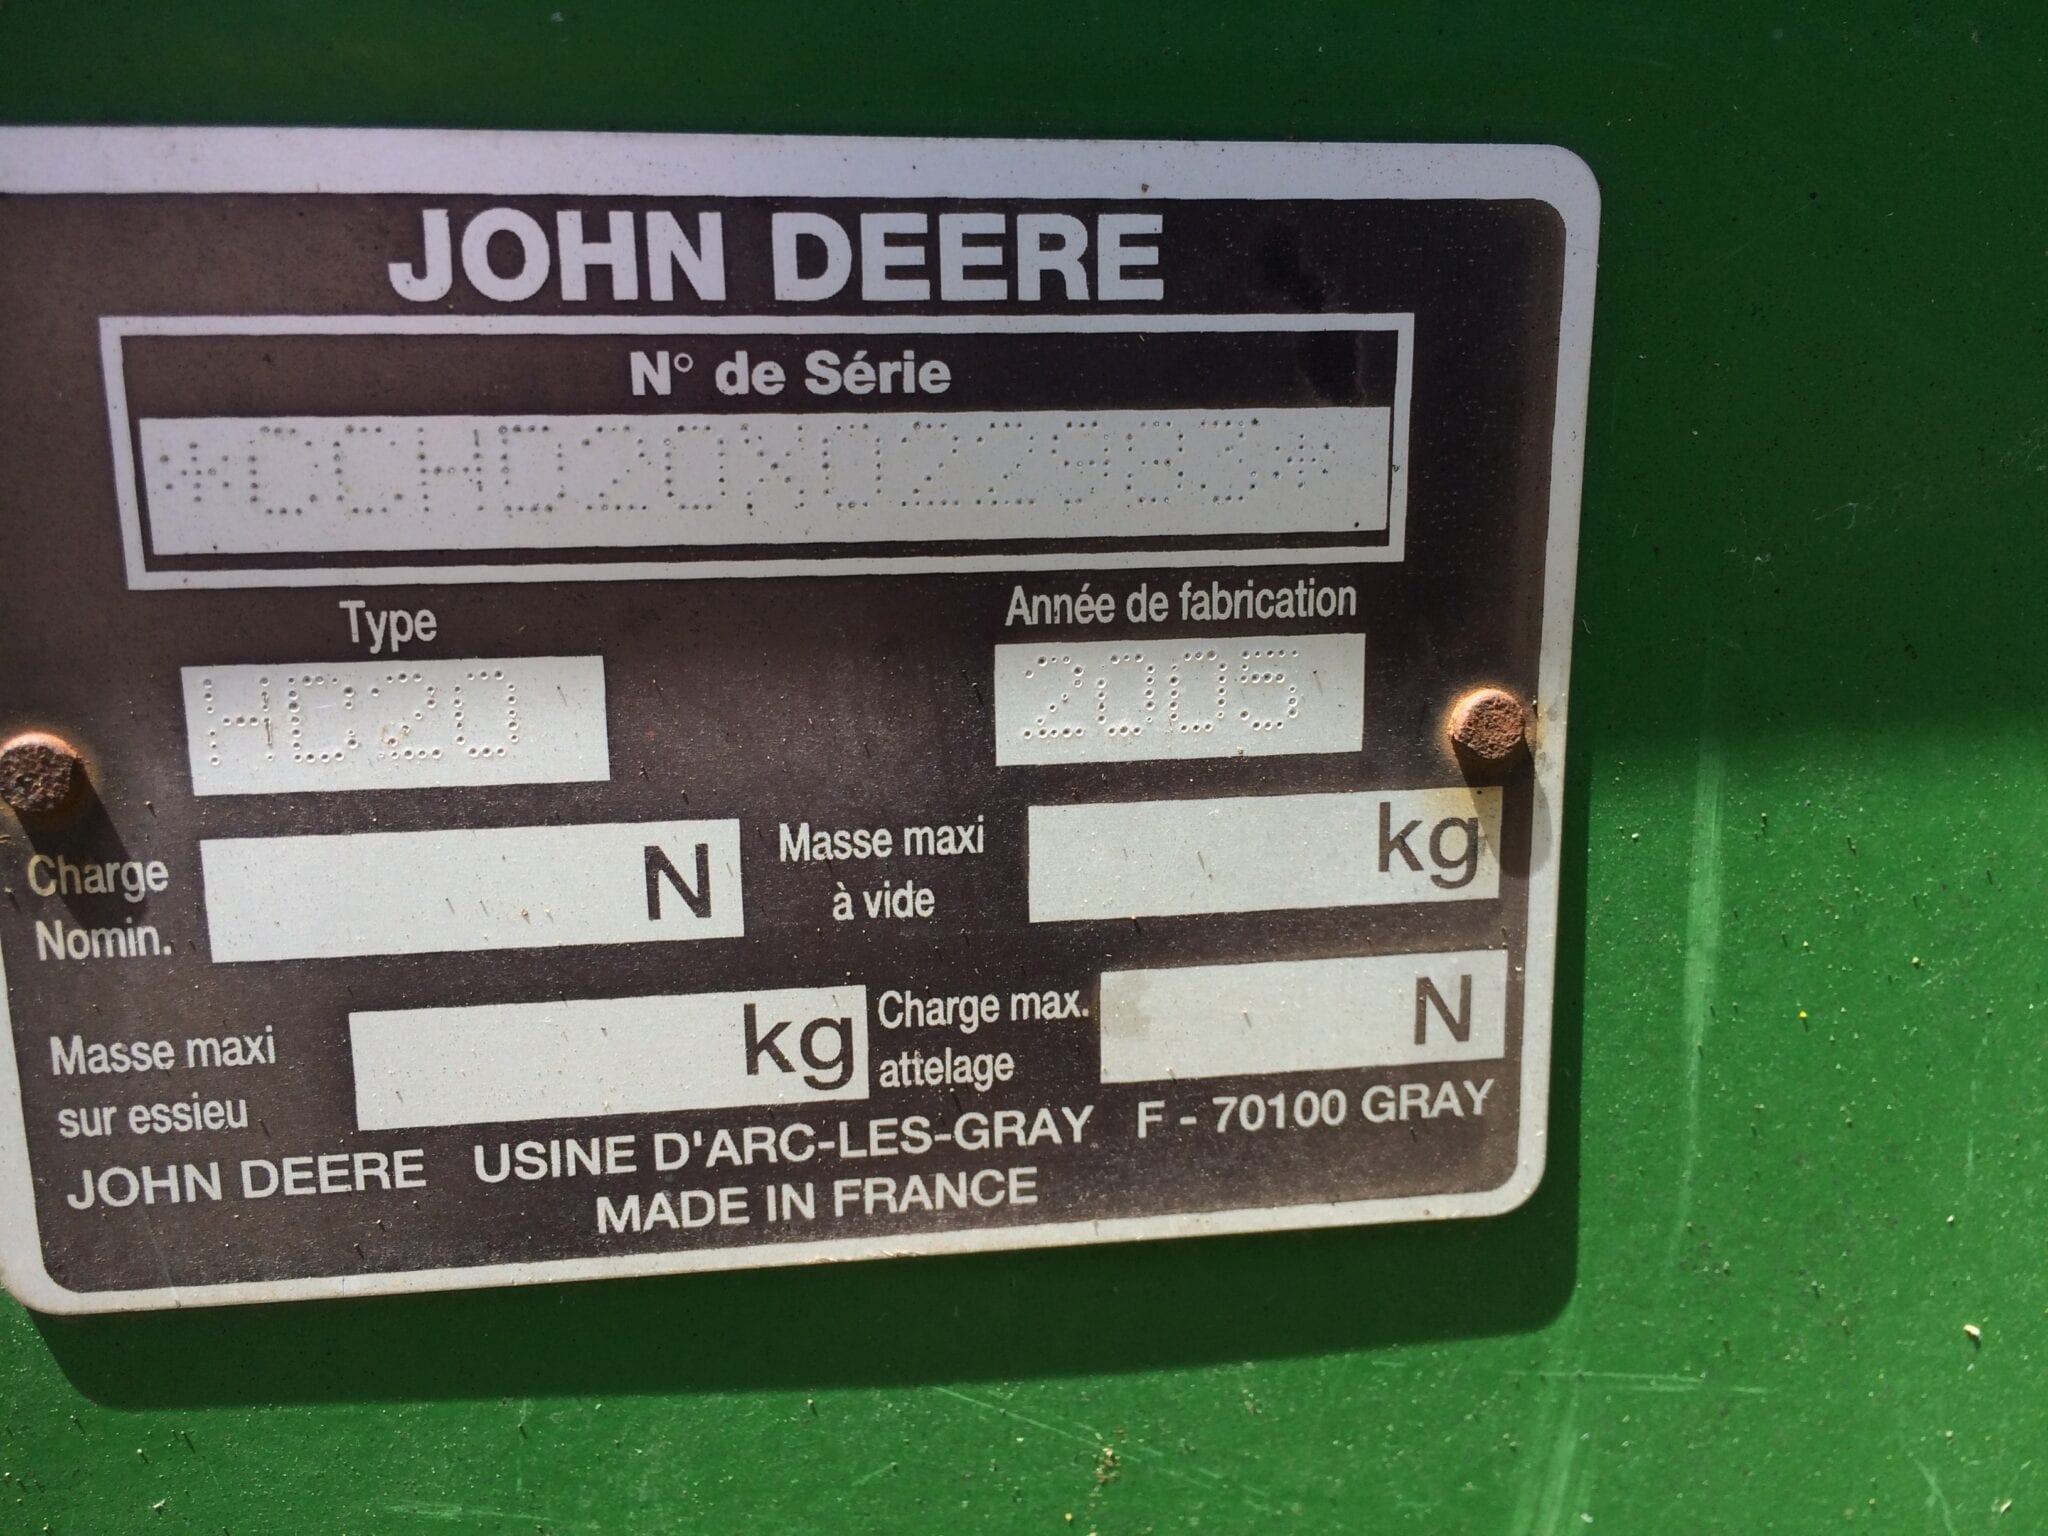 JOHN DEERE
N° de Série
*CCHD20X022983*
Type
Année de fabrication
HD20
2005
Charge Nomin.
N
Masse maxi à vide
kg
Masse maxi sur essieu
kg
Charge max. attelage
N
JOHN DEERE USINE D'ARC-LES-GRAY F - 70100 GRAY
MADE IN FRANCE